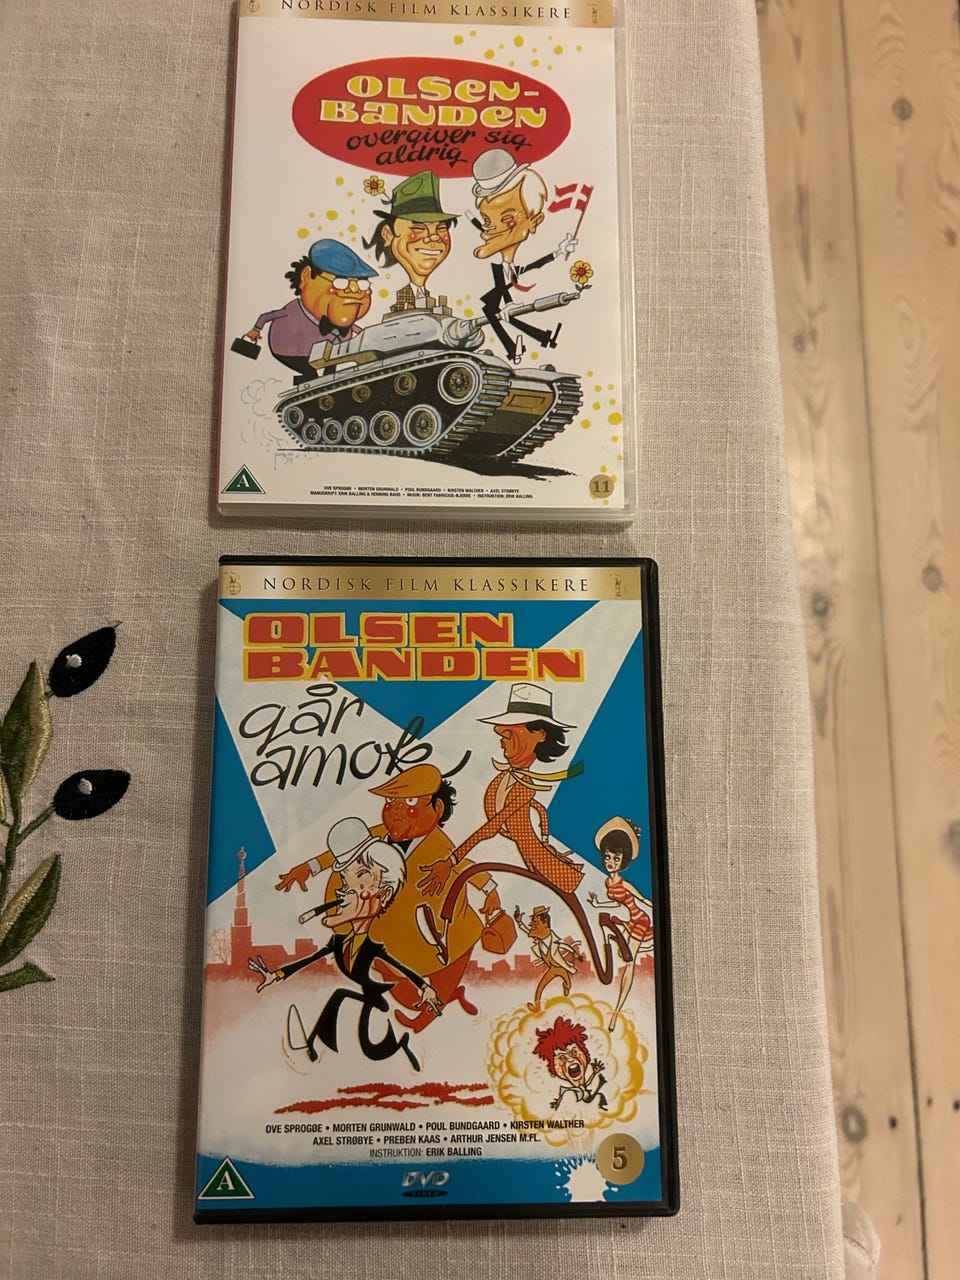 NORDISK FILM KLASSIKERE
OLSEN-
BANDEN
overgiver sig
aldrig
A
OVE SPROGØE • MORTEN GRUNWALD • POUL BUNDGAARD • KIRSTEN WALTHER • AXEL STRØBYE
MANUSKRIPT: ERIK BALLING & HENNING BAHS • MUSIK: BENT FABRICIUS-BJERRE • INSTRUKTION: ERIK BALLING
11
NORDISK FILM KLASSIKERE
OLSEN
BANDEN
går
amok
OVE SPROGØE • MORTEN GRUNWALD • POUL BUNDGAARD • KIRSTEN WALTHER
AXEL STRØBYE • PREBEN KAAS • ARTHUR JENSEN M.FL.
INSTRUKTION: ERIK BALLING
A
DVD
VIDEO
5